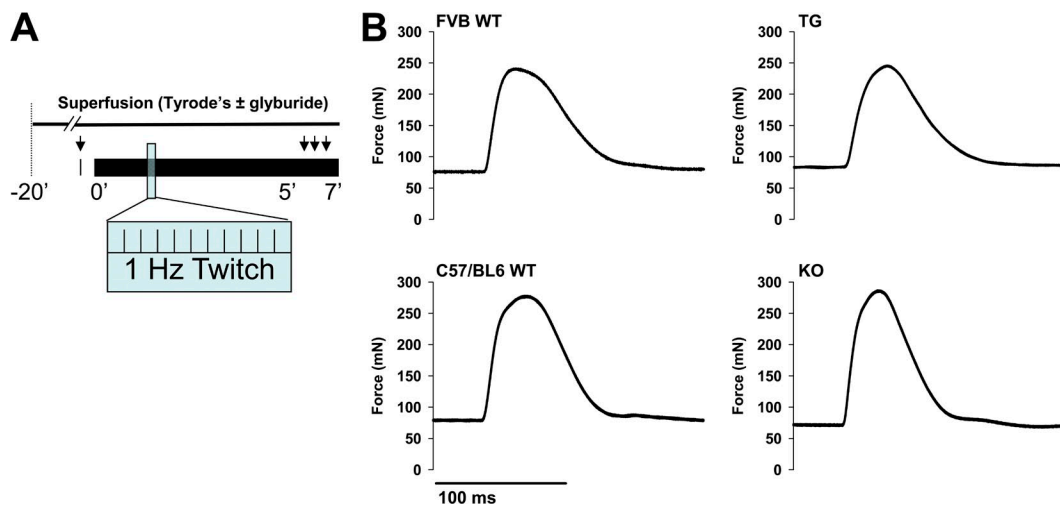 A
Superfusion (Tyrode's ± glyburide)
-20' 0' 5' 7'
1 Hz Twitch
B
FVB WT
Force (mN)
300
250
200
150
100
50
0
TG
Force (mN)
300
250
200
150
100
50
0
C57/BL6 WT
Force (mN)
300
250
200
150
100
50
0
100 ms
KO
Force (mN)
300
250
200
150
100
50
0